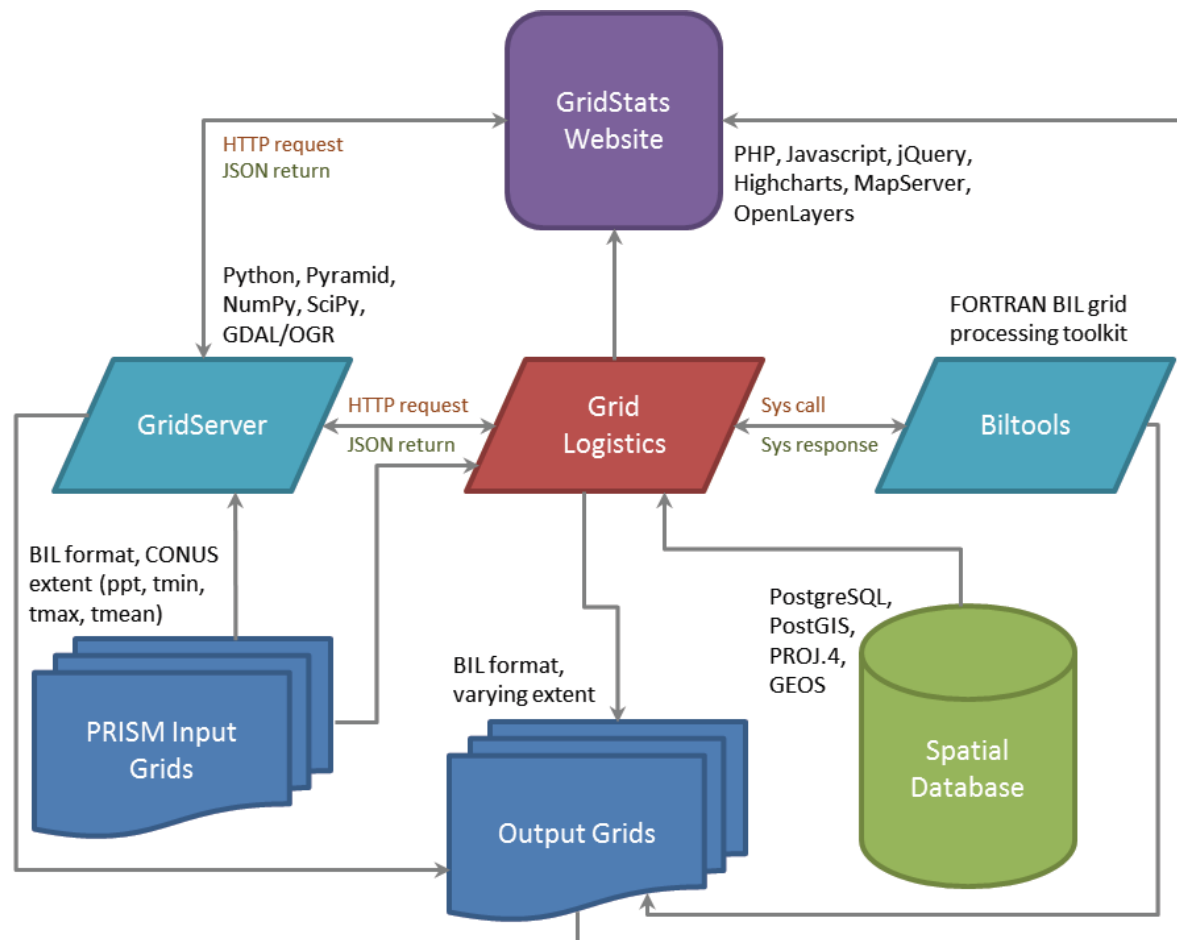 GridStats
Website
HTTP request
JSON return
PHP, Javascript, jQuery,
Highcharts, MapServer,
OpenLayers
Python, Pyramid,
NumPy, SciPy,
GDAL/OGR
FORTRAN BIL grid
processing toolkit
GridServer
HTTP request
JSON return
Grid
Logistics
Sys call
Sys response
Biltools
BIL format, CONUS
extent (ppt, tmin,
tmax, tmean)
PRISM Input
Grids
BIL format,
varying extent
Output Grids
PostgreSQL,
PostGIS,
PROJ.4,
GEOS
Spatial
Database